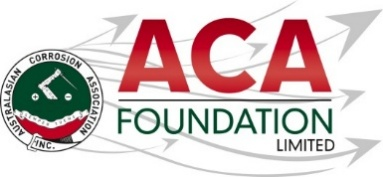 AUSTRALASIAN CORROSION ASSOCIATION
INC.
ACA
FOUNDATION
LIMITED